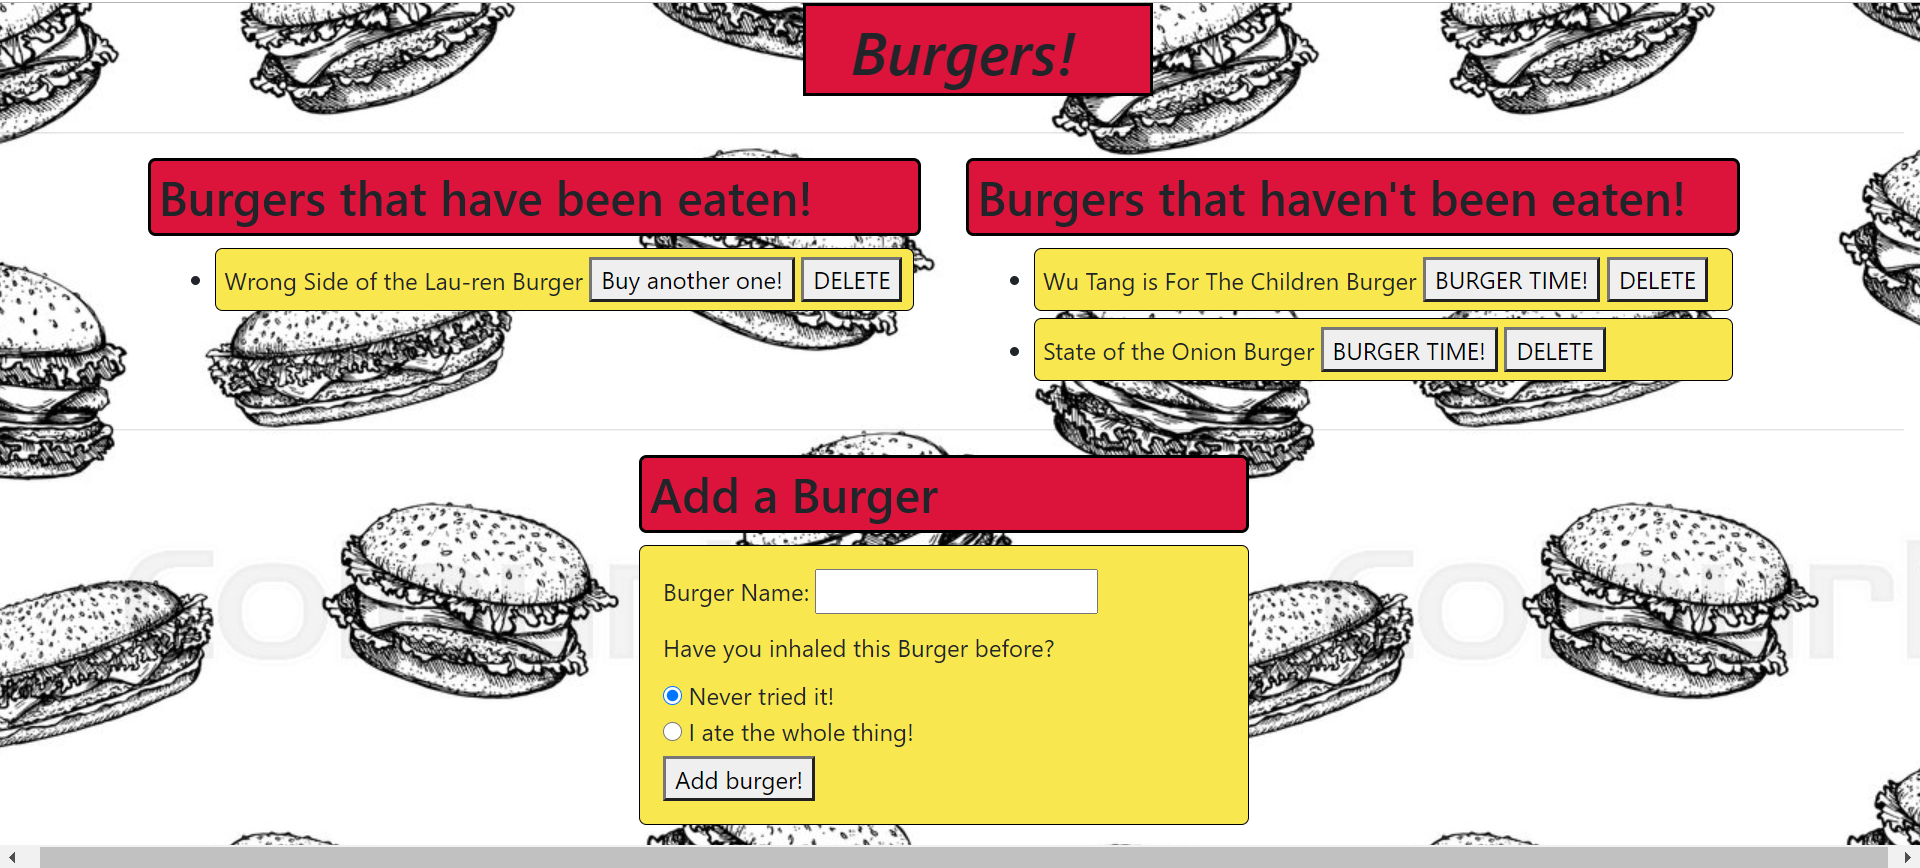 Burgers!
Burgers that have been eaten!
Wrong Side of the Lau-ren Burger Buy another one! DELETE
Burgers that haven't been eaten!
Wu Tang is For The Children Burger BURGER TIME! DELETE
State of the Onion Burger BURGER TIME! DELETE
Add a Burger
Burger Name:
Have you inhaled this Burger before?
Never tried it!
I ate the whole thing!
Add burger!